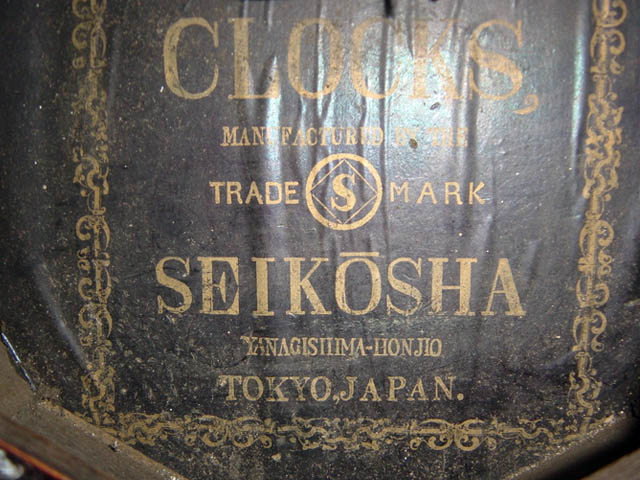 CLOCKS,
MANUFACTURED BY THE
TRADE S MARK
SEIKŌSHA
YANAGISHIMA-HONJIO
TOKYO, JAPAN.